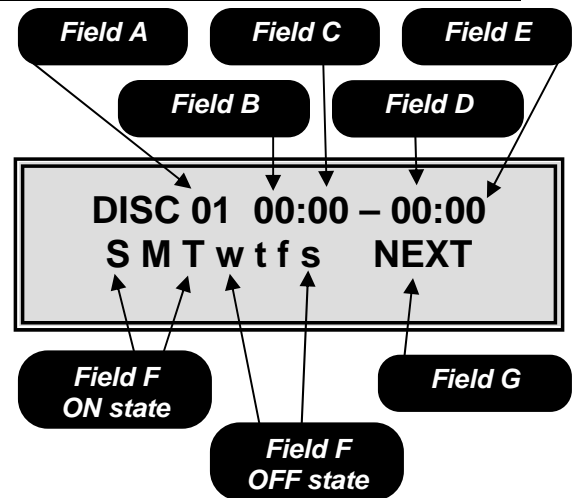 Field A
Field C
Field E
Field B
Field D
DISC 01 00:00 – 00:00
S M T w t f s NEXT
Field F
ON state
Field G
Field F
OFF state